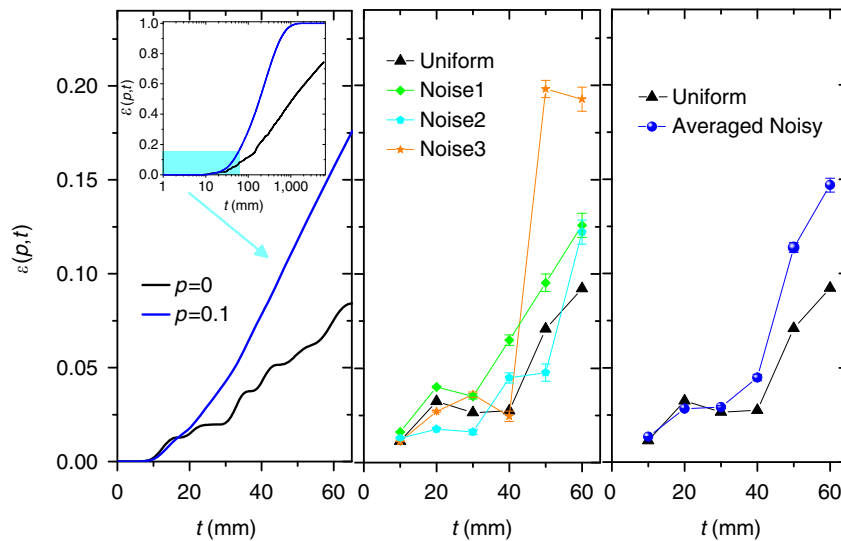 1.0
0.8
0.6
0.4
0.2
0.0
ε(p,t)
1 10 100 1,000
t (mm)
0.20
0.15
0.10
0.05
0.00
ε(p,t)
p=0
p=0.1
0 20 40 60
t (mm)
Uniform
Noise1
Noise2
Noise3
0 20 40 60
t (mm)
Uniform
Averaged Noisy
0 20 40 60
t (mm)